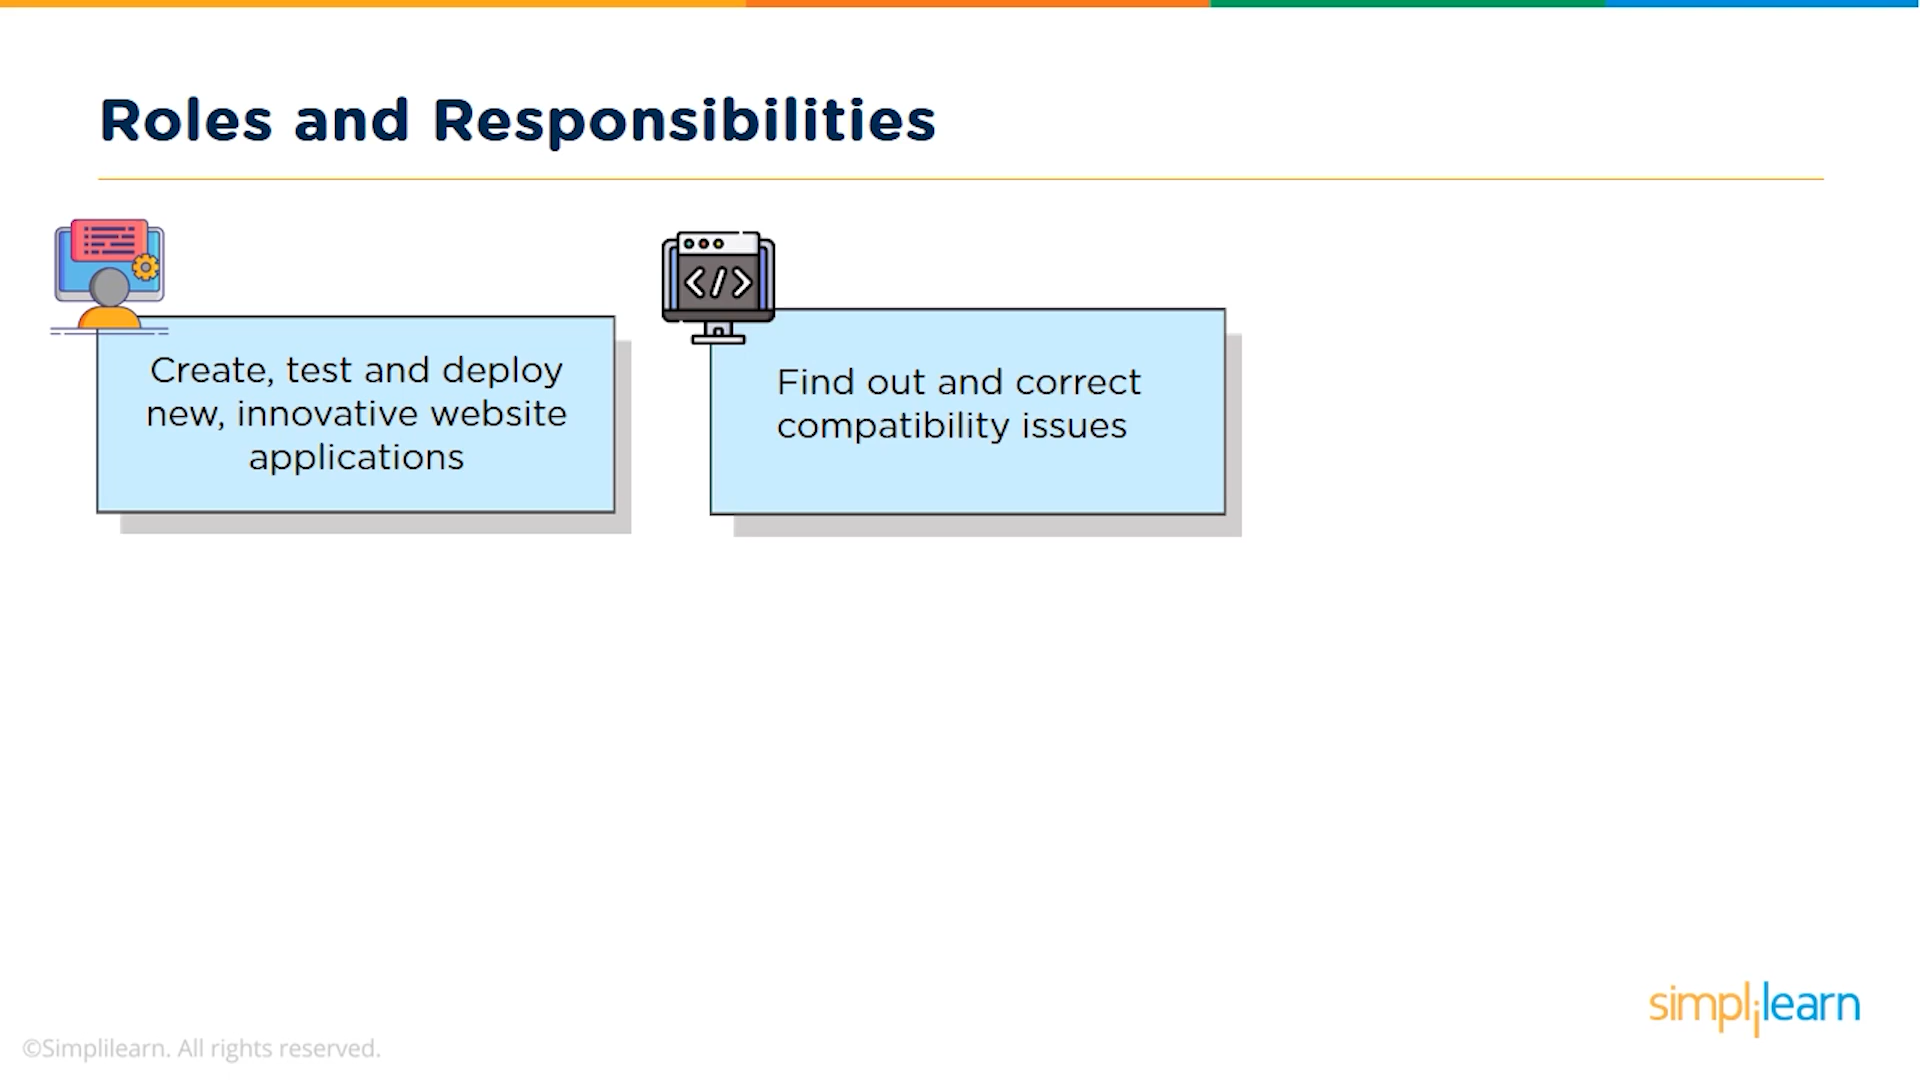 Roles and Responsibilities
Create, test and deploy
new, innovative website
applications
</>
Find out and correct
compatibility issues
simplilearn
©Simplilearn. All rights reserved.